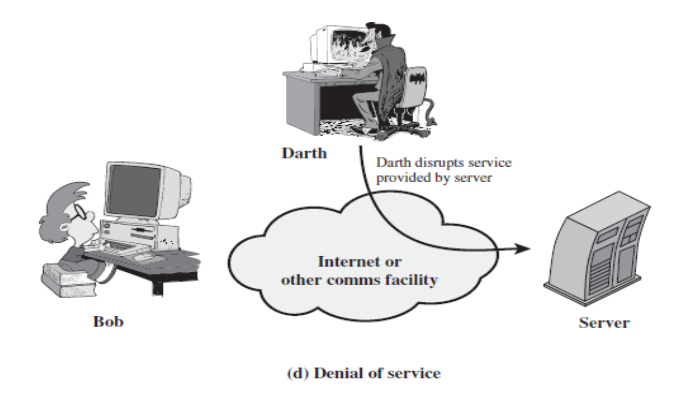 Darth
Darth disrupts service
provided by server
Internet or
other comms facility
Bob
Server
(d) Denial of service